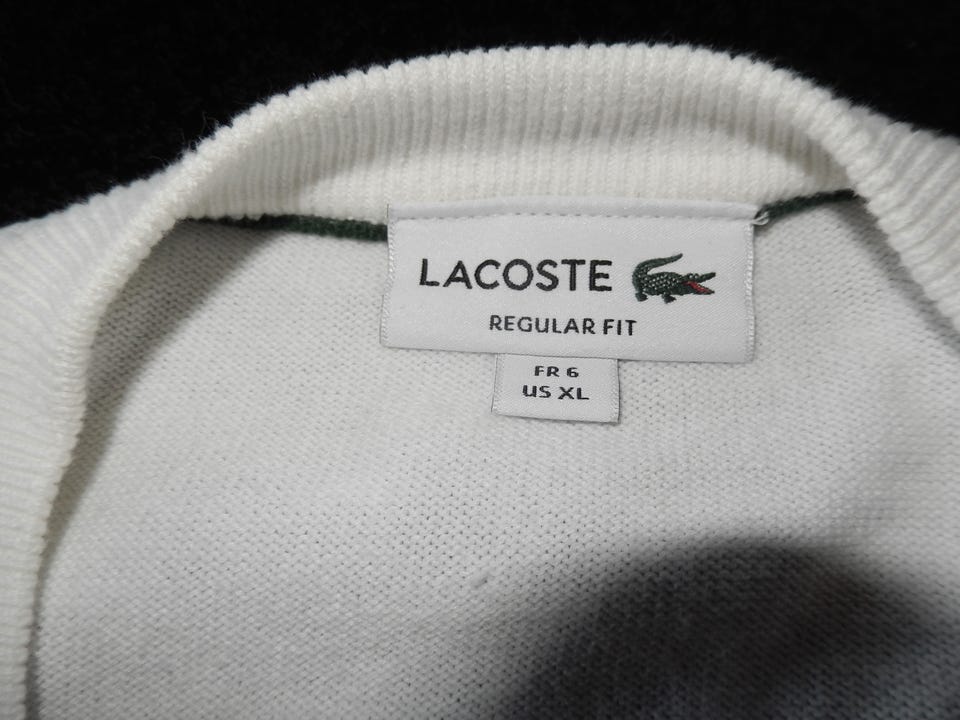 LACOSTE
REGULAR FIT
FR 6
US XL